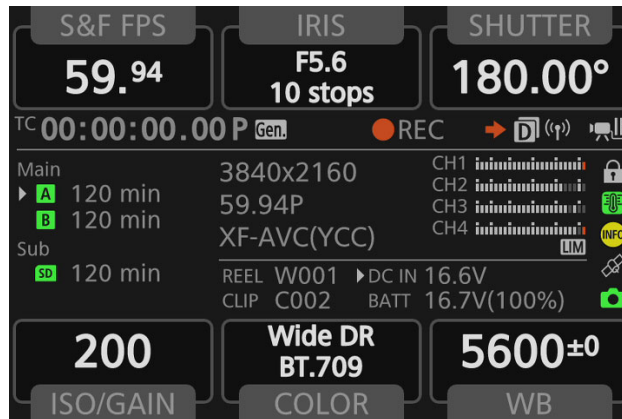 S&F FPS IRIS SHUTTER
59.94 F5.6 180.00°
10 stops
TC 00:00:00.00 P Gen. REC D
Main 3840x2160 CH1
A 120 min 59.94P CH2
B 120 min XF-AVC(YCC) CH3
CH4
Sub LIM
INFO
SD 120 min REEL W001 DC IN 16.6V
CLIP C002 BATT 16.7V(100%)
200 Wide DR 5600±0
BT.709
ISO/GAIN COLOR WB